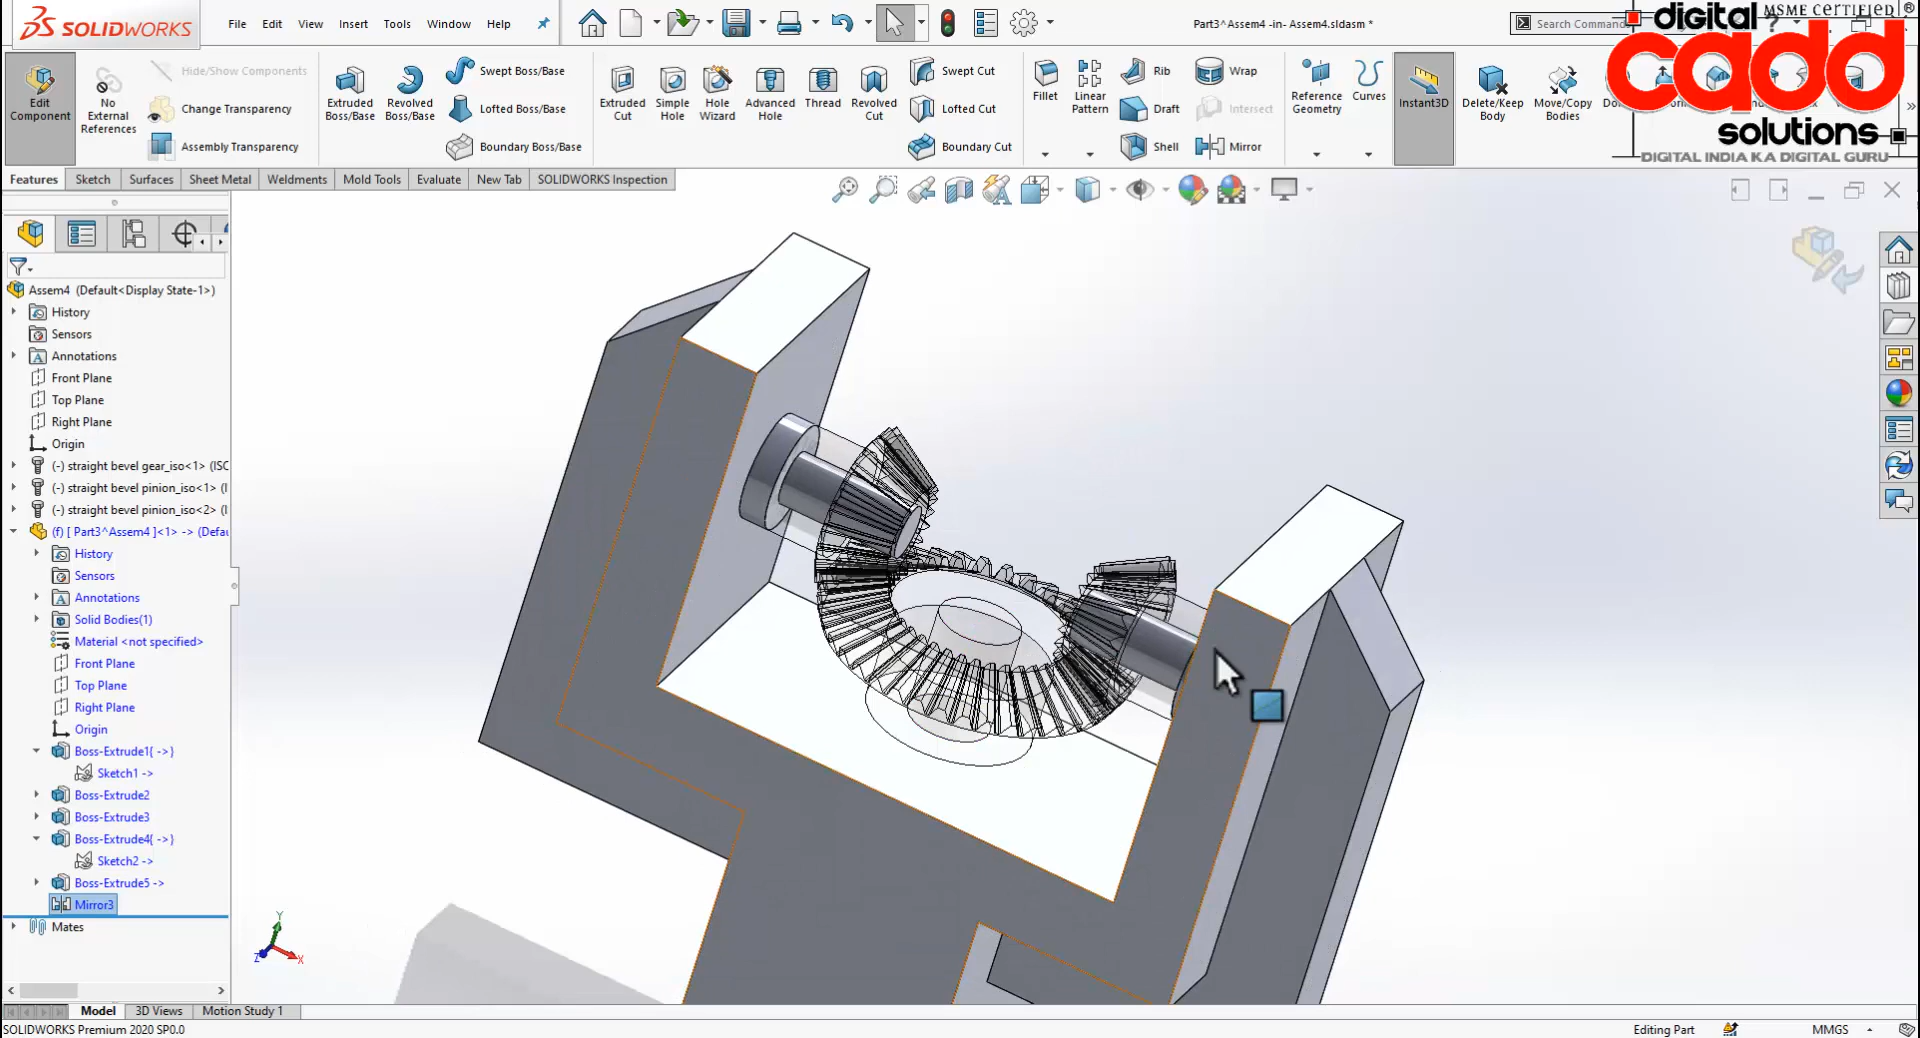 SOLIDWORKS
File Edit View Insert Tools Window Help
Part3^Assem4 -in- Assem4.sldasm *
Search Command
digital
MSME CERTIFIED
cadd
solutions
DIGITAL INDIA KA DIGITAL GURU
Edit Component
No External References
Hide/Show Components
Change Transparency
Assembly Transparency
Extruded Boss/Base
Revolved Boss/Base
Swept Boss/Base
Lofted Boss/Base
Boundary Boss/Base
Extruded Cut
Simple Hole
Hole Wizard
Advanced Hole
Thread
Revolved Cut
Swept Cut
Lofted Cut
Boundary Cut
Fillet
Linear Pattern
Rib
Draft
Shell
Wrap
Intersect
Mirror
Reference Geometry
Curves
Instant3D
Delete/Keep Body
Move/Copy Bodies
Features Sketch Surfaces Sheet Metal Weldments Mold Tools Evaluate New Tab SOLIDWORKS Inspection
Assem4 (Default<Display State-1>)
History
Sensors
Annotations
Front Plane
Top Plane
Right Plane
Origin
(-) straight bevel gear_iso<1> (ISC
(-) straight bevel pinion_iso<1> (I
(-) straight bevel pinion_iso<2> (I
(f) [ Part3^Assem4 ]<1> -> (Defau
History
Sensors
Annotations
Solid Bodies(1)
Material <not specified>
Front Plane
Top Plane
Right Plane
Origin
Boss-Extrude1{ ->}
Sketch1 ->
Boss-Extrude2
Boss-Extrude3
Boss-Extrude4{ ->}
Sketch2 ->
Boss-Extrude5 ->
Mirror3
Mates
Y
Z
X
Model 3D Views Motion Study 1
SOLIDWORKS Premium 2020 SP0.0
Editing Part
MMGS